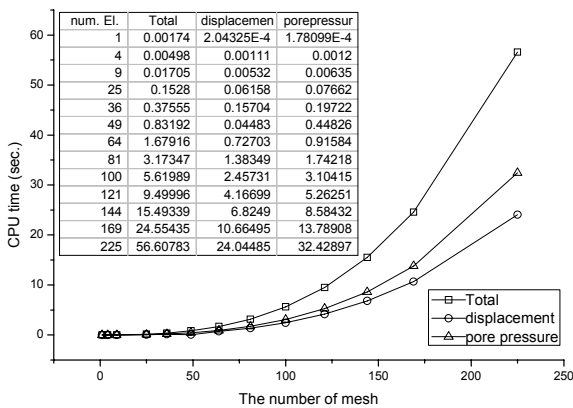 num. El. Total displacemen porepressur
1 0.00174 2.04325E-4 1.78099E-4
4 0.00498 0.00111 0.0012
9 0.01705 0.00532 0.00635
25 0.1528 0.06158 0.07662
36 0.37555 0.15704 0.19722
49 0.83192 0.04483 0.44826
64 1.67916 0.72703 0.91584
81 3.17347 1.38349 1.74218
100 5.61989 2.45731 3.10415
121 9.49996 4.16699 5.26251
144 15.49339 6.8249 8.58432
169 24.55435 10.66495 13.78908
225 56.60783 24.04485 32.42897
60
50
40
30
20
10
0
CPU time (sec.)
Total
displacement
pore pressure
0 50 100 150 200 250
The number of mesh